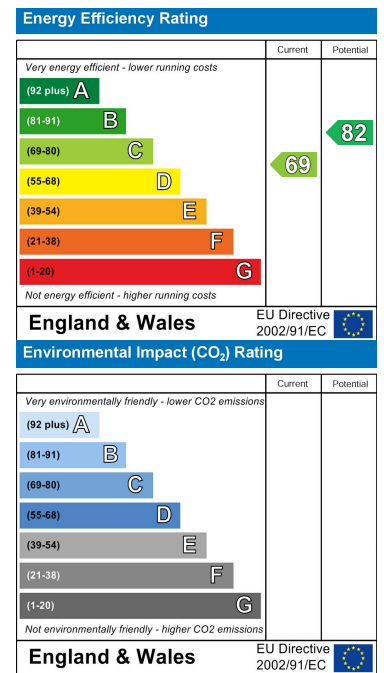 Energy Efficiency Rating
Current Potential
Very energy efficient - lower running costs
(92 plus) A
(81-91) B
82
(69-80) C
69
(55-68) D
(39-54) E
(21-38) F
(1-20) G
Not energy efficient - higher running costs
England & Wales
EU Directive
2002/91/EC
Environmental Impact (CO₂) Rating
Current Potential
Very environmentally friendly - lower CO2 emissions
(92 plus) A
(81-91) B
(69-80) C
(55-68) D
(39-54) E
(21-38) F
(1-20) G
Not environmentally friendly - higher CO2 emissions
England & Wales
EU Directive
2002/91/EC